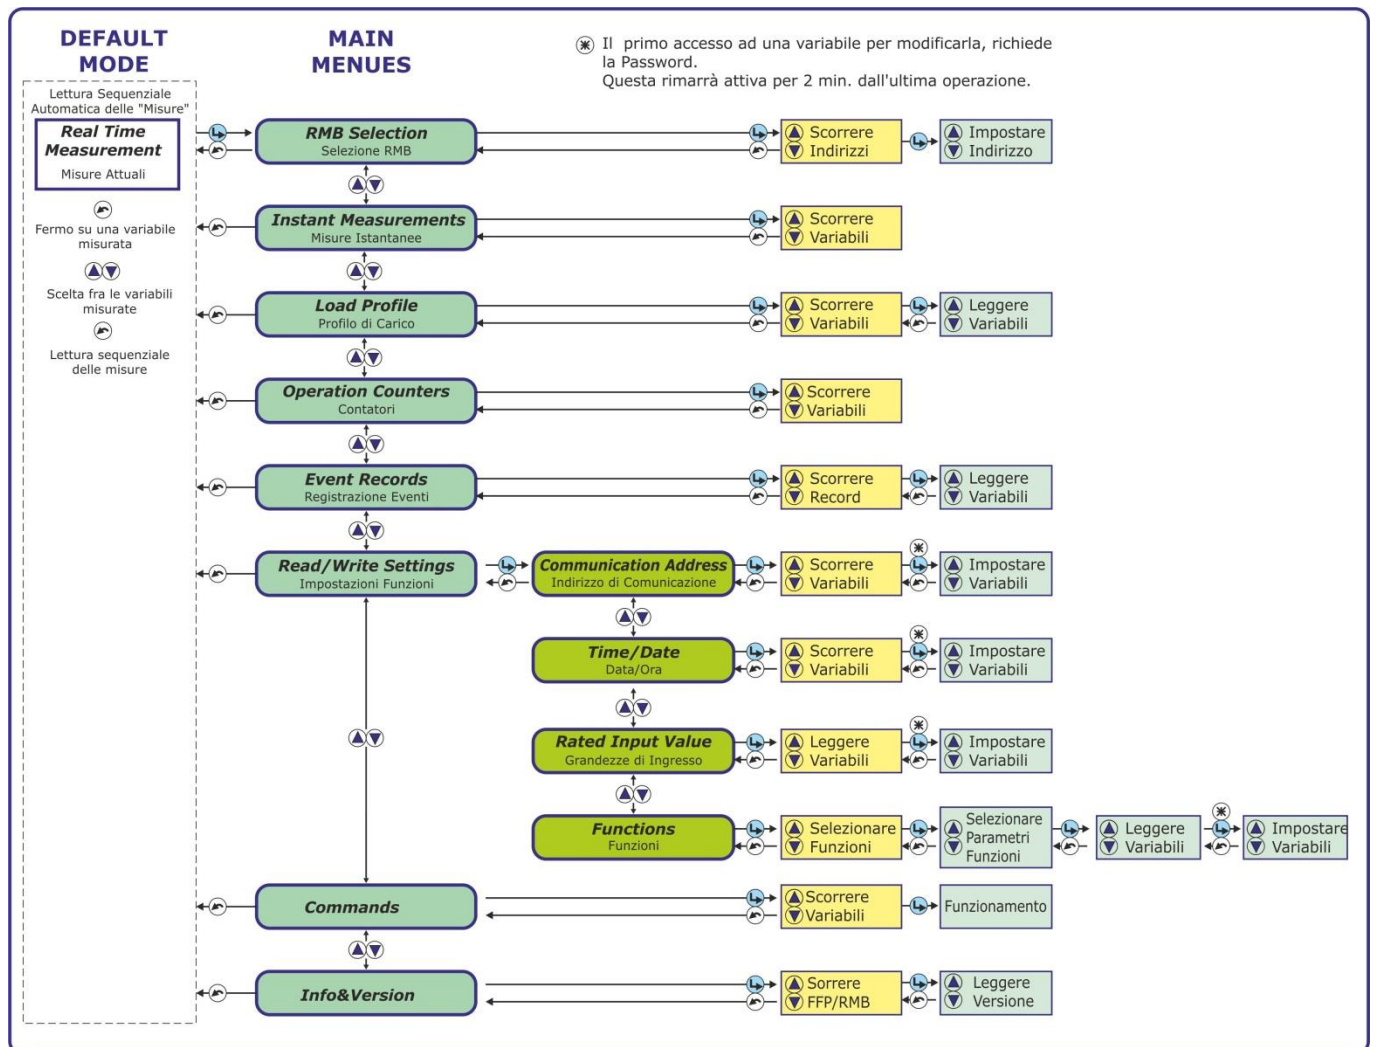 DEFAULT
MODE
MAIN
MENUES
Il primo accesso ad una variabile per modificarla, richiede
la Password.
Questa rimarrà attiva per 2 min. dall'ultima operazione.
Lettura Sequenziale
Automatica delle "Misure"
Real Time
Measurement
Misure Attuali
Fermo su una variabile
misurata
Scelta fra le variabili
misurate
Lettura sequenziale
delle misure
RMB Selection
Selezione RMB
Scorrere
Indirizzi
Impostare
Indirizzo
Instant Measurements
Misure Istantanee
Scorrere
Variabili
Load Profile
Profilo di Carico
Scorrere
Variabili
Leggere
Variabili
Operation Counters
Contatori
Scorrere
Variabili
Event Records
Registrazione Eventi
Scorrere
Record
Leggere
Variabili
Read/Write Settings
Impostazioni Funzioni
Communication Address
Indirizzo di Comunicazione
Scorrere
Variabili
Impostare
Variabili
Time/Date
Data/Ora
Scorrere
Variabili
Impostare
Variabili
Rated Input Value
Grandezze di Ingresso
Leggere
Variabili
Impostare
Variabili
Functions
Funzioni
Selezionare
Funzioni
Selezionare
Parametri
Funzioni
Leggere
Variabili
Impostare
Variabili
Commands
Scorrere
Variabili
Funzionamento
Info&Version
Sorrere
FFP/RMB
Leggere
Versione